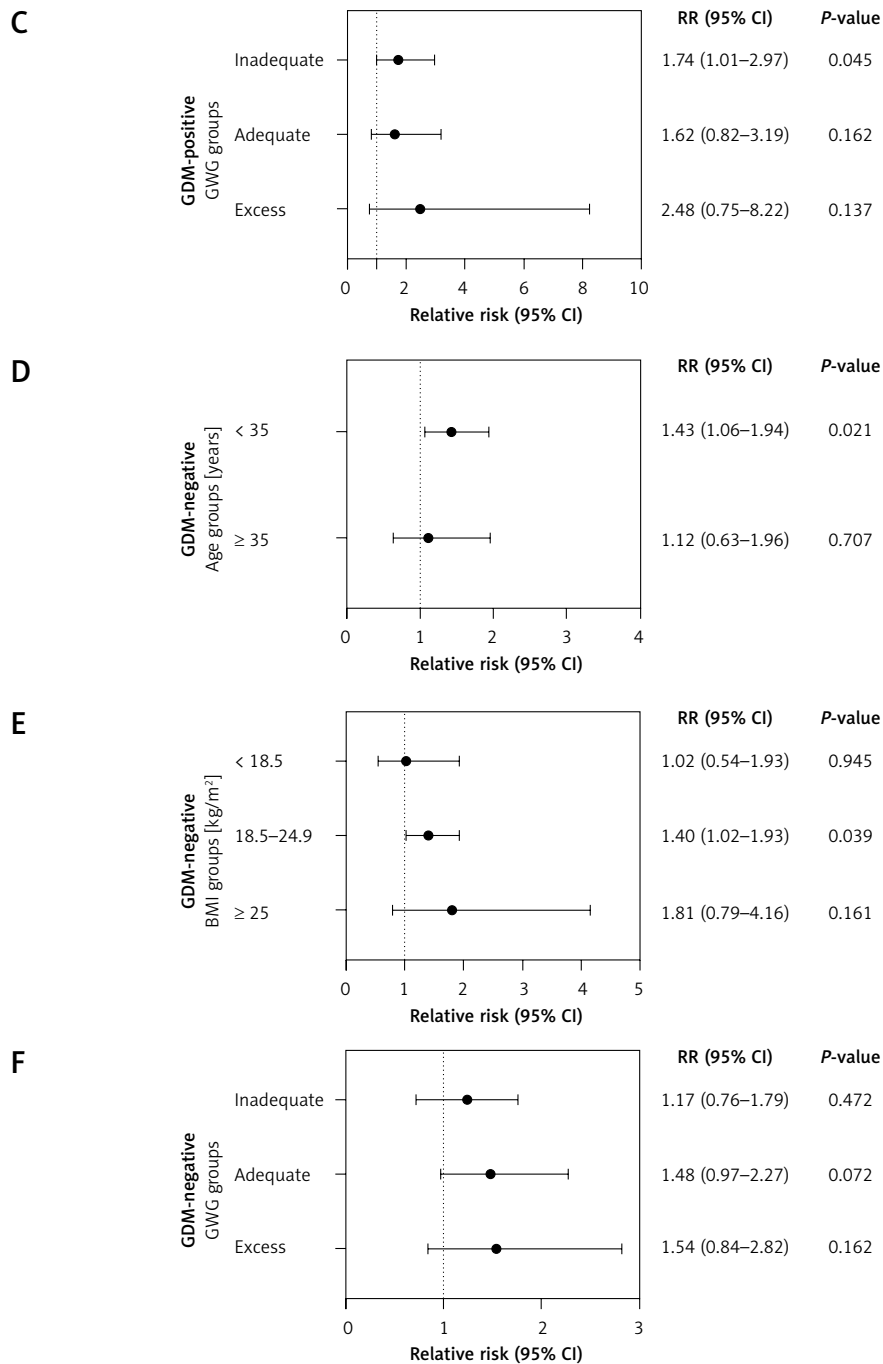 C
RR (95% CI) P-value
GDM-positive
GWG groups
Inadequate 1.74 (1.01–2.97) 0.045
Adequate 1.62 (0.82–3.19) 0.162
Excess 2.48 (0.75–8.22) 0.137
0 2 4 6 8 10
Relative risk (95% CI)
D
RR (95% CI) P-value
GDM-negative
Age groups [years]
< 35 1.43 (1.06–1.94) 0.021
≥ 35 1.12 (0.63–1.96) 0.707
0 1 2 3 4
Relative risk (95% CI)
E
RR (95% CI) P-value
GDM-negative
BMI groups [kg/m²]
< 18.5 1.02 (0.54–1.93) 0.945
18.5–24.9 1.40 (1.02–1.93) 0.039
≥ 25 1.81 (0.79–4.16) 0.161
0 1 2 3 4 5
Relative risk (95% CI)
F
RR (95% CI) P-value
GDM-negative
GWG groups
Inadequate 1.17 (0.76–1.79) 0.472
Adequate 1.48 (0.97–2.27) 0.072
Excess 1.54 (0.84–2.82) 0.162
0 1 2 3
Relative risk (95% CI)